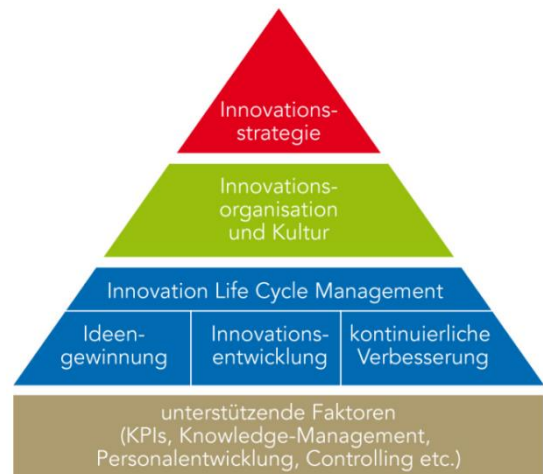 Innovations-
strategie
Innovations-
organisation
und Kultur
Innovation Life Cycle Management
Ideen-
gewinnung
Innovations-
entwicklung
kontinuierliche
Verbesserung
unterstützende Faktoren
(KPIs, Knowledge-Management,
Personalentwicklung, Controlling etc.)